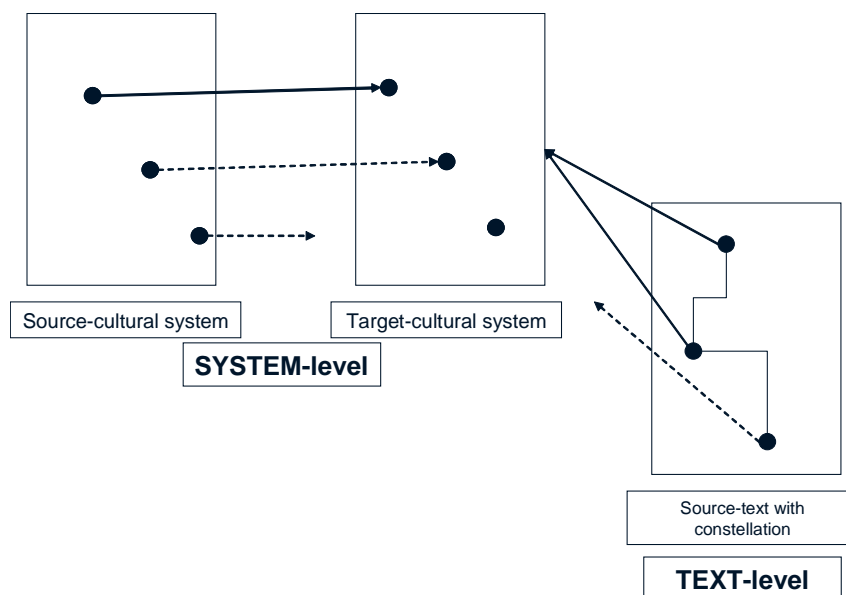 Source-cultural system
Target-cultural system
SYSTEM-level
Source-text with
constellation
TEXT-level